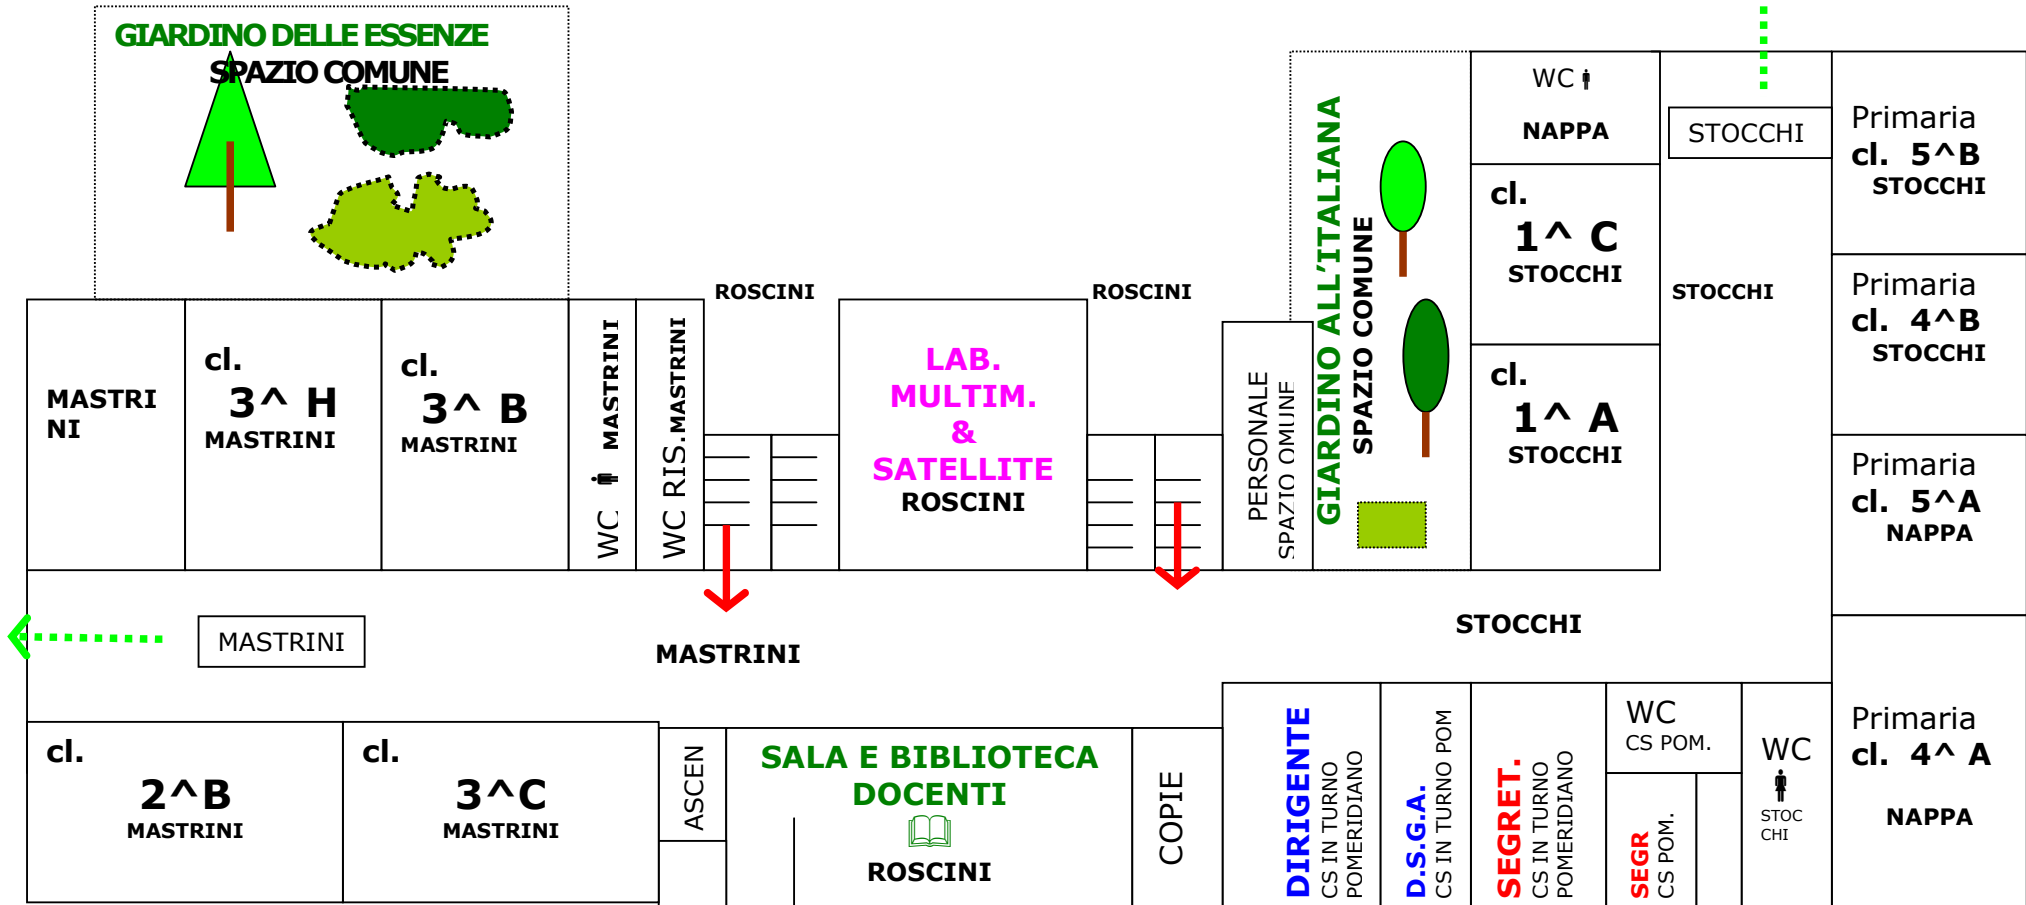 GIARDINO DELLE ESSENZE
SPAZIO COMUNE
MASTRI
NI
cl.
3^ H
MASTRINI
cl.
3^ B
MASTRINI
WC MASTRINI
WC RIS.MASTRINI
ROSCINI
LAB.
MULTIM.
&
SATELLITE
ROSCINI
ROSCINI
PERSONALE
SPAZIO OMUNE
GIARDINO ALL'ITALIANA
SPAZIO COMUNE
WC
NAPPA
cl.
1^ C
STOCCHI
cl.
1^ A
STOCCHI
STOCCHI
STOCCHI
Primaria
cl. 5^B
STOCCHI
Primaria
cl. 4^B
STOCCHI
Primaria
cl. 5^A
NAPPA
Primaria
cl. 4^ A
NAPPA
MASTRINI
MASTRINI
STOCCHI
cl.
2^B
MASTRINI
cl.
3^C
MASTRINI
ASCEN
SALA E BIBLIOTECA
DOCENTI
ROSCINI
COPIE
DIRIGENTE
CS IN TURNO
POMERIDIANO
D.S.G.A.
CS IN TURNO POM
SEGRET.
CS IN TURNO
POMERIDIANO
WC
CS POM.
SEGR
CS POM.
WC
STOC
CHI